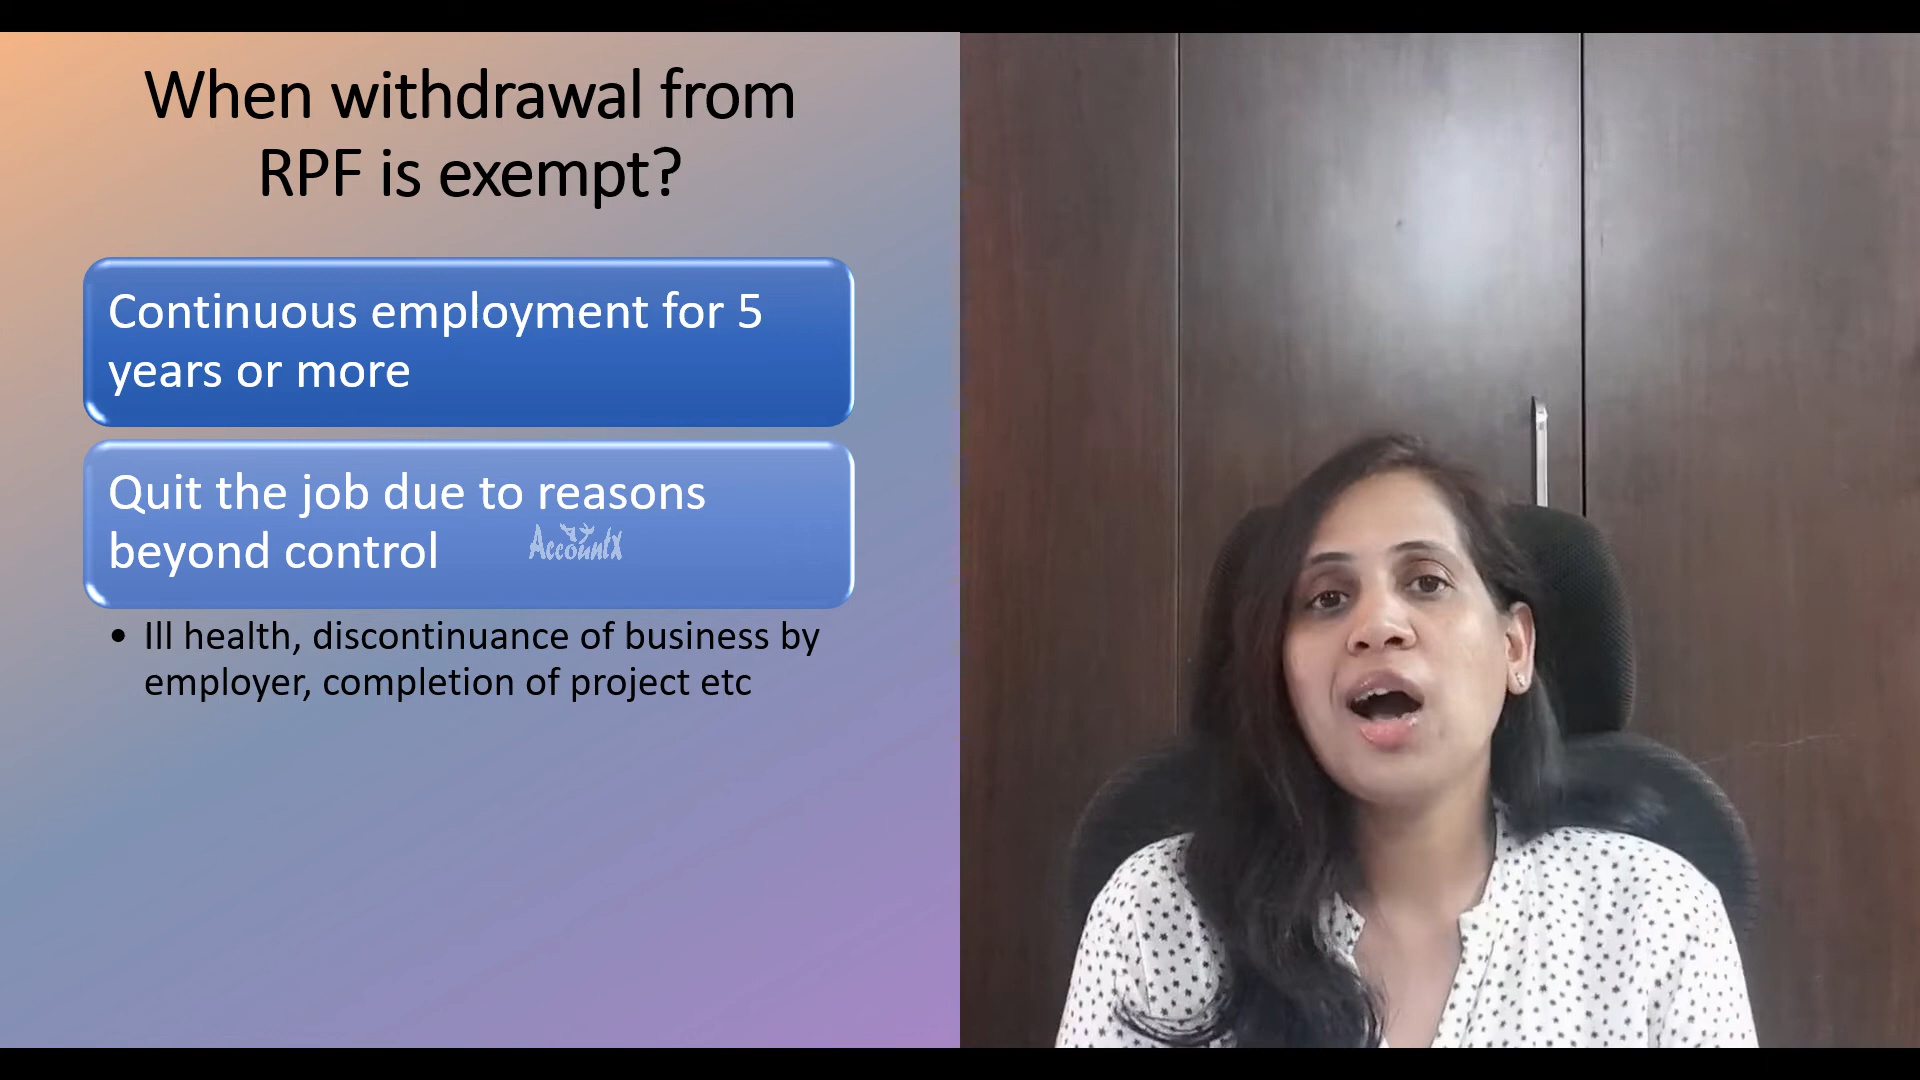 When withdrawal from
RPF is exempt?
Continuous employment for 5
years or more
Quit the job due to reasons
beyond control
Accountx
• Ill health, discontinuance of business by
employer, completion of project etc